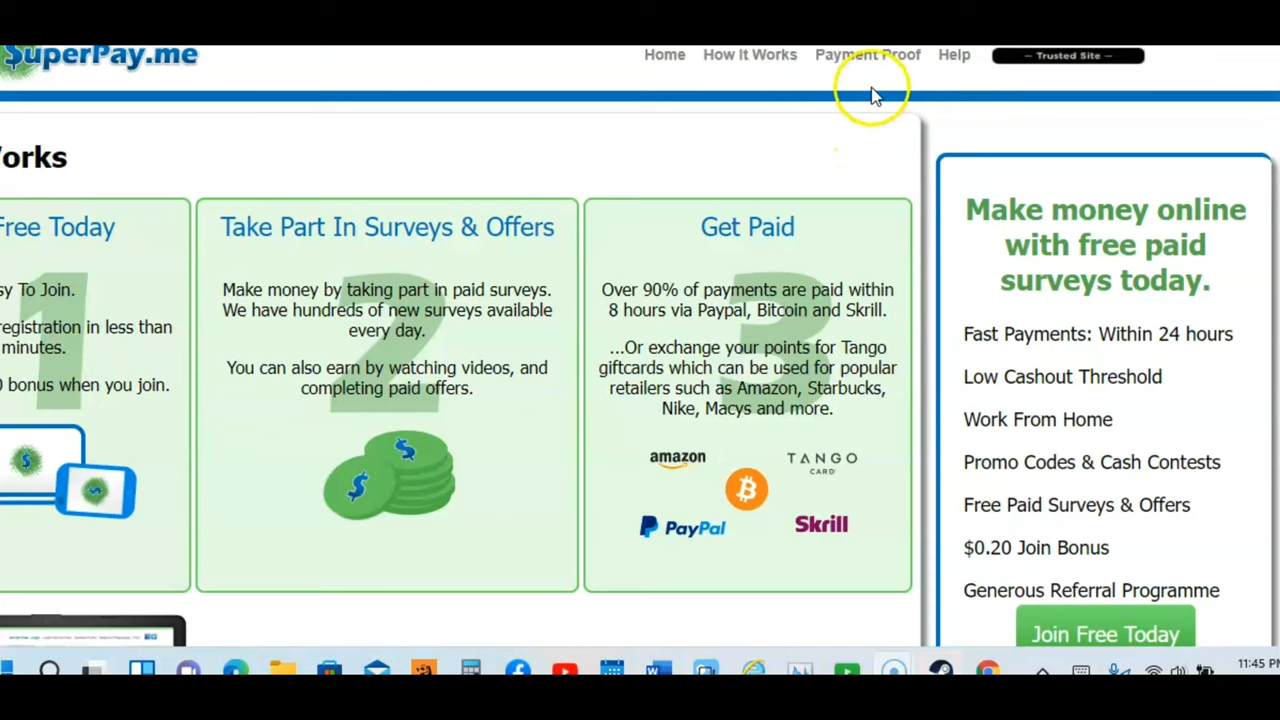 $uperPay.me
Home How It Works Payment Proof Help — Trusted Site —
orks
Free Today
sy To Join.
registration in less than
minutes.
0 bonus when you join.
Take Part In Surveys & Offers
2
Make money by taking part in paid surveys.
We have hundreds of new surveys available
every day.
You can also earn by watching videos, and
completing paid offers.
Get Paid
3
Over 90% of payments are paid within
8 hours via Paypal, Bitcoin and Skrill.
...Or exchange your points for Tango
giftcards which can be used for popular
retailers such as Amazon, Starbucks,
Nike, Macys and more.
amazon
TANGO
CARD
PayPal
Skrill
Make money online
with free paid
surveys today.
Fast Payments: Within 24 hours
Low Cashout Threshold
Work From Home
Promo Codes & Cash Contests
Free Paid Surveys & Offers
$0.20 Join Bonus
Generous Referral Programme
Join Free Today
11:45 P